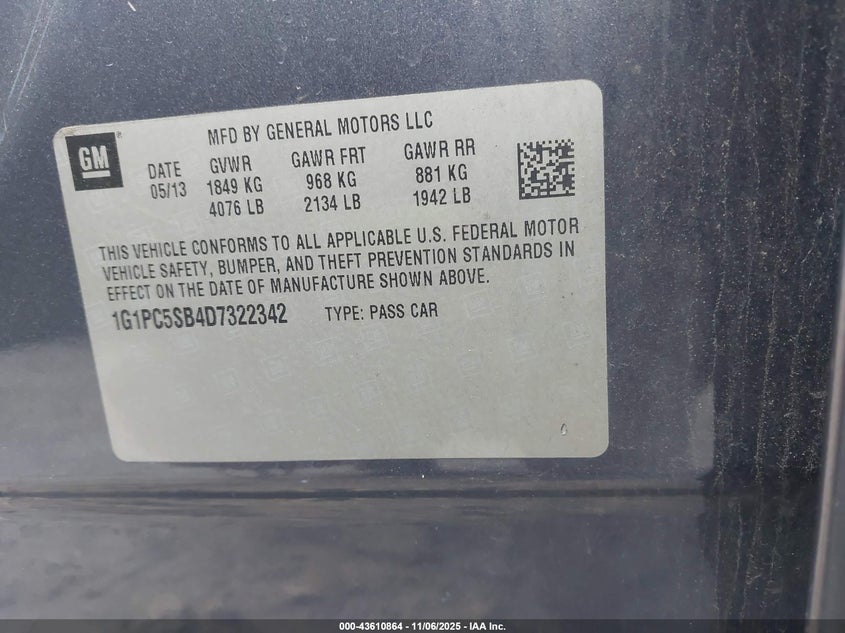 GM
MFD BY GENERAL MOTORS LLC
DATE GVWR GAWR FRT GAWR RR
05/13 1849 KG 968 KG 881 KG
4076 LB 2134 LB 1942 LB
THIS VEHICLE CONFORMS TO ALL APPLICABLE U.S. FEDERAL MOTOR
VEHICLE SAFETY, BUMPER, AND THEFT PREVENTION STANDARDS IN
EFFECT ON THE DATE OF MANUFACTURE SHOWN ABOVE.
1G1PC5SB4D7322342 TYPE: PASS CAR
000-43610864 - 11/06/2025 - IAA Inc.